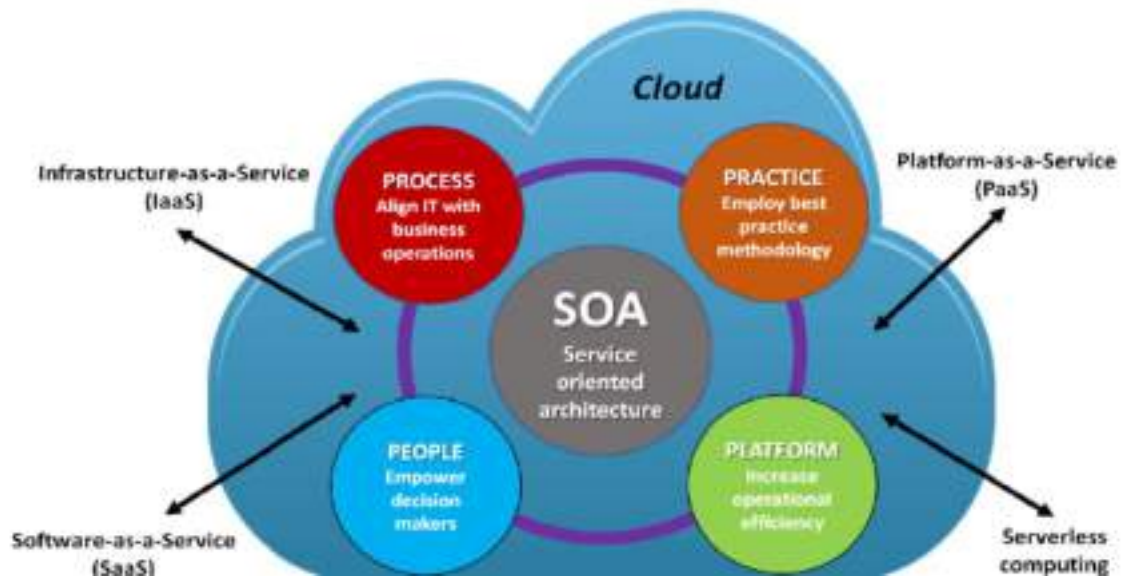 Cloud
Infrastructure-as-a-Service
(IaaS)
PROCESS
Align IT with
business
operations
PRACTICE
Employ best
practice
methodology
Platform-as-a-Service
(PaaS)
SOA
Service
oriented
architecture
PEOPLE
Empower
decision
makers
PLATFORM
Increase
operational
efficiency
Software-as-a-Service
(SaaS)
Serverless
computing